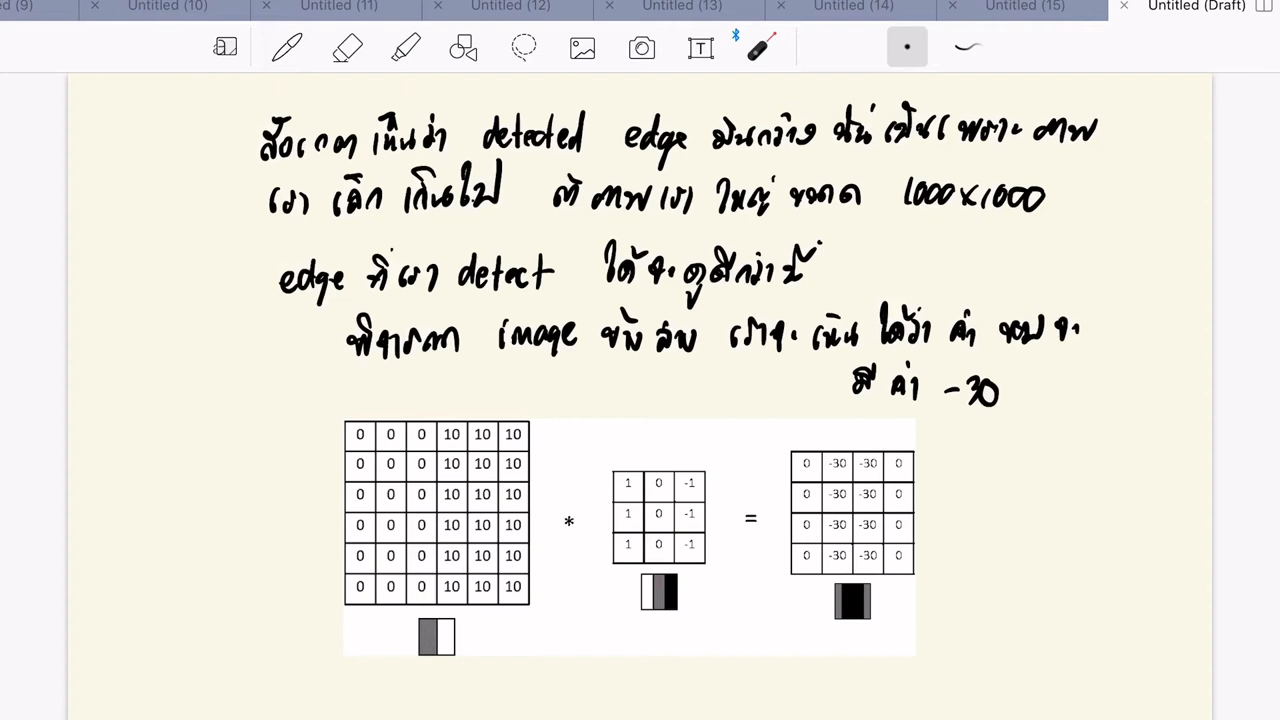 ed (9)
Untitled (10)
Untitled (11)
Untitled (12)
Untitled (13)
Untitled (14)
Untitled (15)
Untitled (Draft)
T
สังเกตเห็นว่า detected edge มันกว้าง นั่นเป็นเพราะภาพ
เราเล็กเกินไป ถ้าภาพเราใหญ่ขนาด 1000×1000
edge ที่เรา detect ได้จะดูดีกว่านี้
พิจารณา image ข้างล่าง เราจะเห็นได้ว่า ค่าขอบจะ
มีค่า -30
0 0 0 10 10 10
0 0 0 10 10 10
0 0 0 10 10 10
0 0 0 10 10 10
0 0 0 10 10 10
0 0 0 10 10 10
*
1 0 -1
1 0 -1
1 0 -1
=
0 -30 -30 0
0 -30 -30 0
0 -30 -30 0
0 -30 -30 0